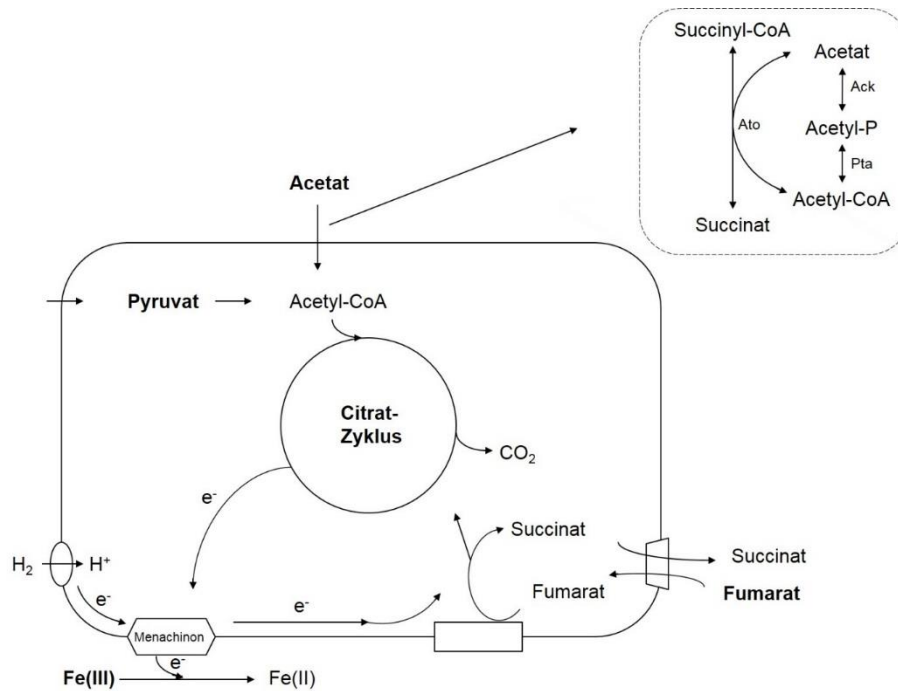 Succinyl-CoA
Acetat
Ack
Ato
Acetyl-P
Pta
Acetyl-CoA
Succinat
Acetat
Pyruvat
Acetyl-CoA
Citrat-
Zyklus
CO₂
e⁻
Succinat
Succinat
H₂
H⁺
Fumarat
Fumarat
e⁻
e⁻
Menachinon
e⁻
Fe(III)
Fe(II)